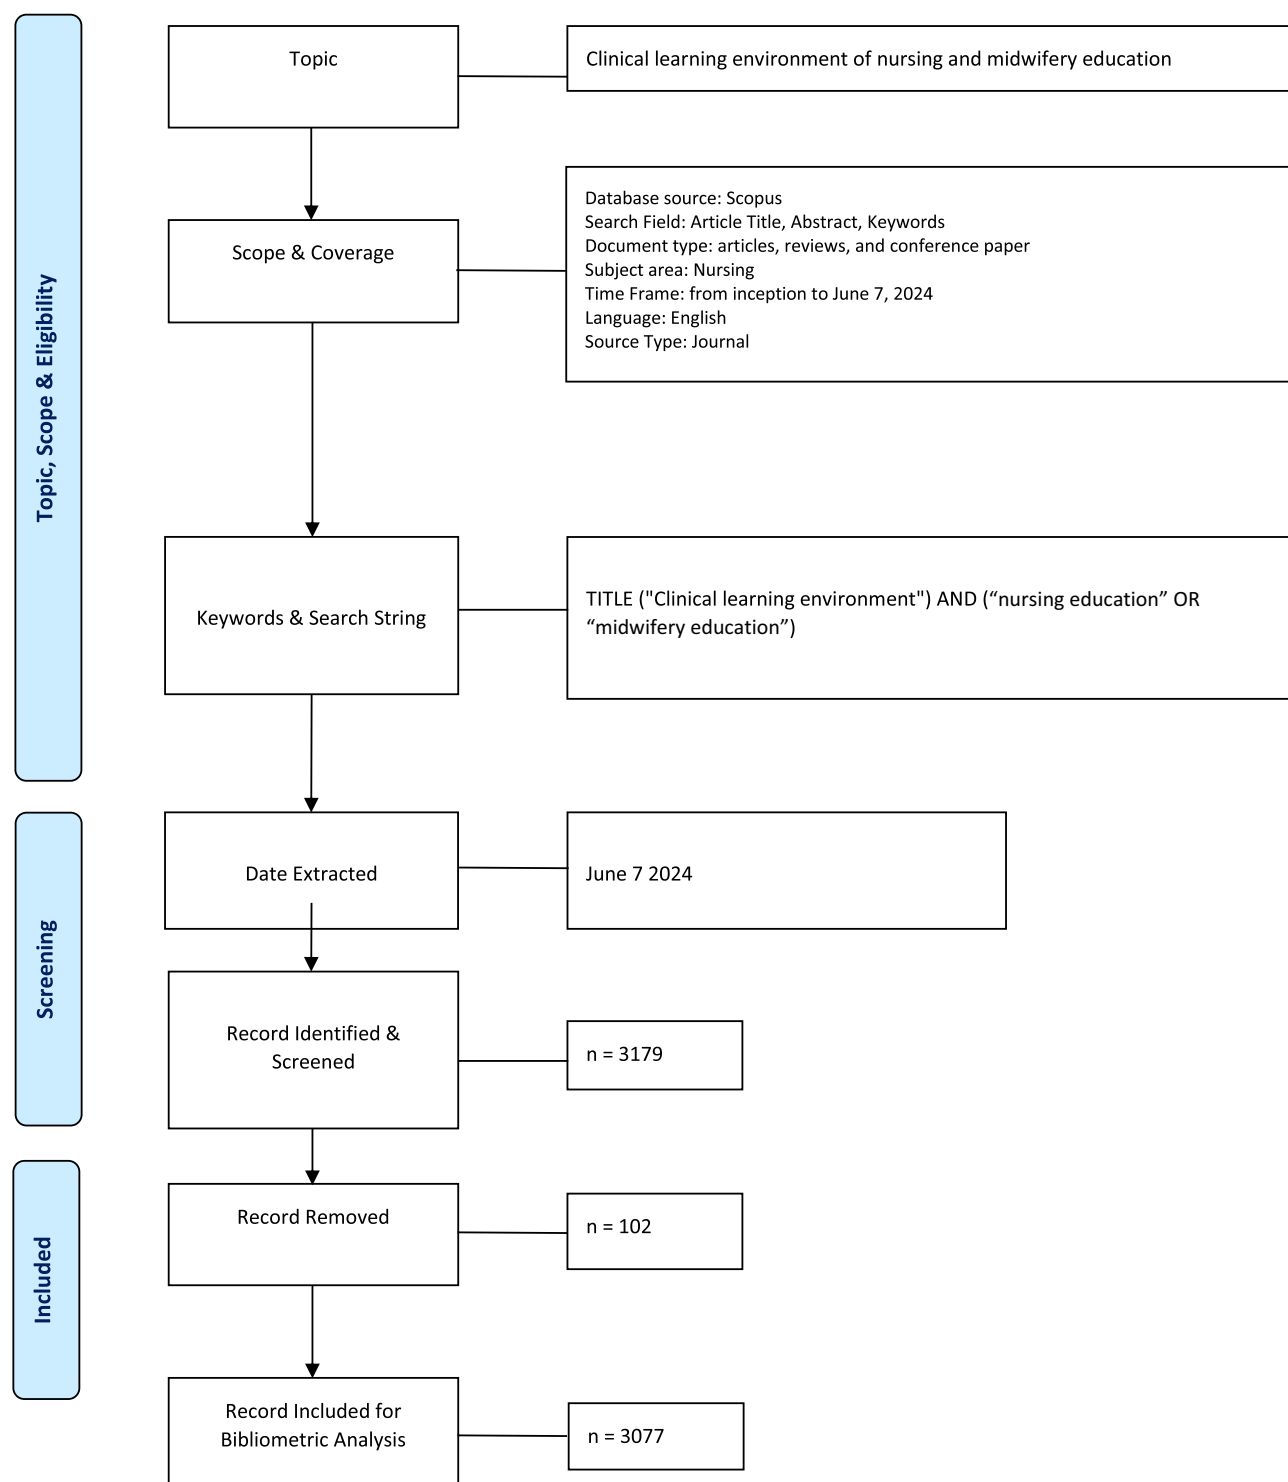 Topic, Scope & Eligibility
Topic
Clinical learning environment of nursing and midwifery education
Scope & Coverage
Database source: Scopus
Search Field: Article Title, Abstract, Keywords
Document type: articles, reviews, and conference paper
Subject area: Nursing
Time Frame: from inception to June 7, 2024
Language: English
Source Type: Journal
Keywords & Search String
TITLE ("Clinical learning environment") AND (“nursing education” OR
“midwifery education”)
Screening
Date Extracted
June 7 2024
Record Identified &
Screened
n = 3179
Included
Record Removed
n = 102
Record Included for
Bibliometric Analysis
n = 3077